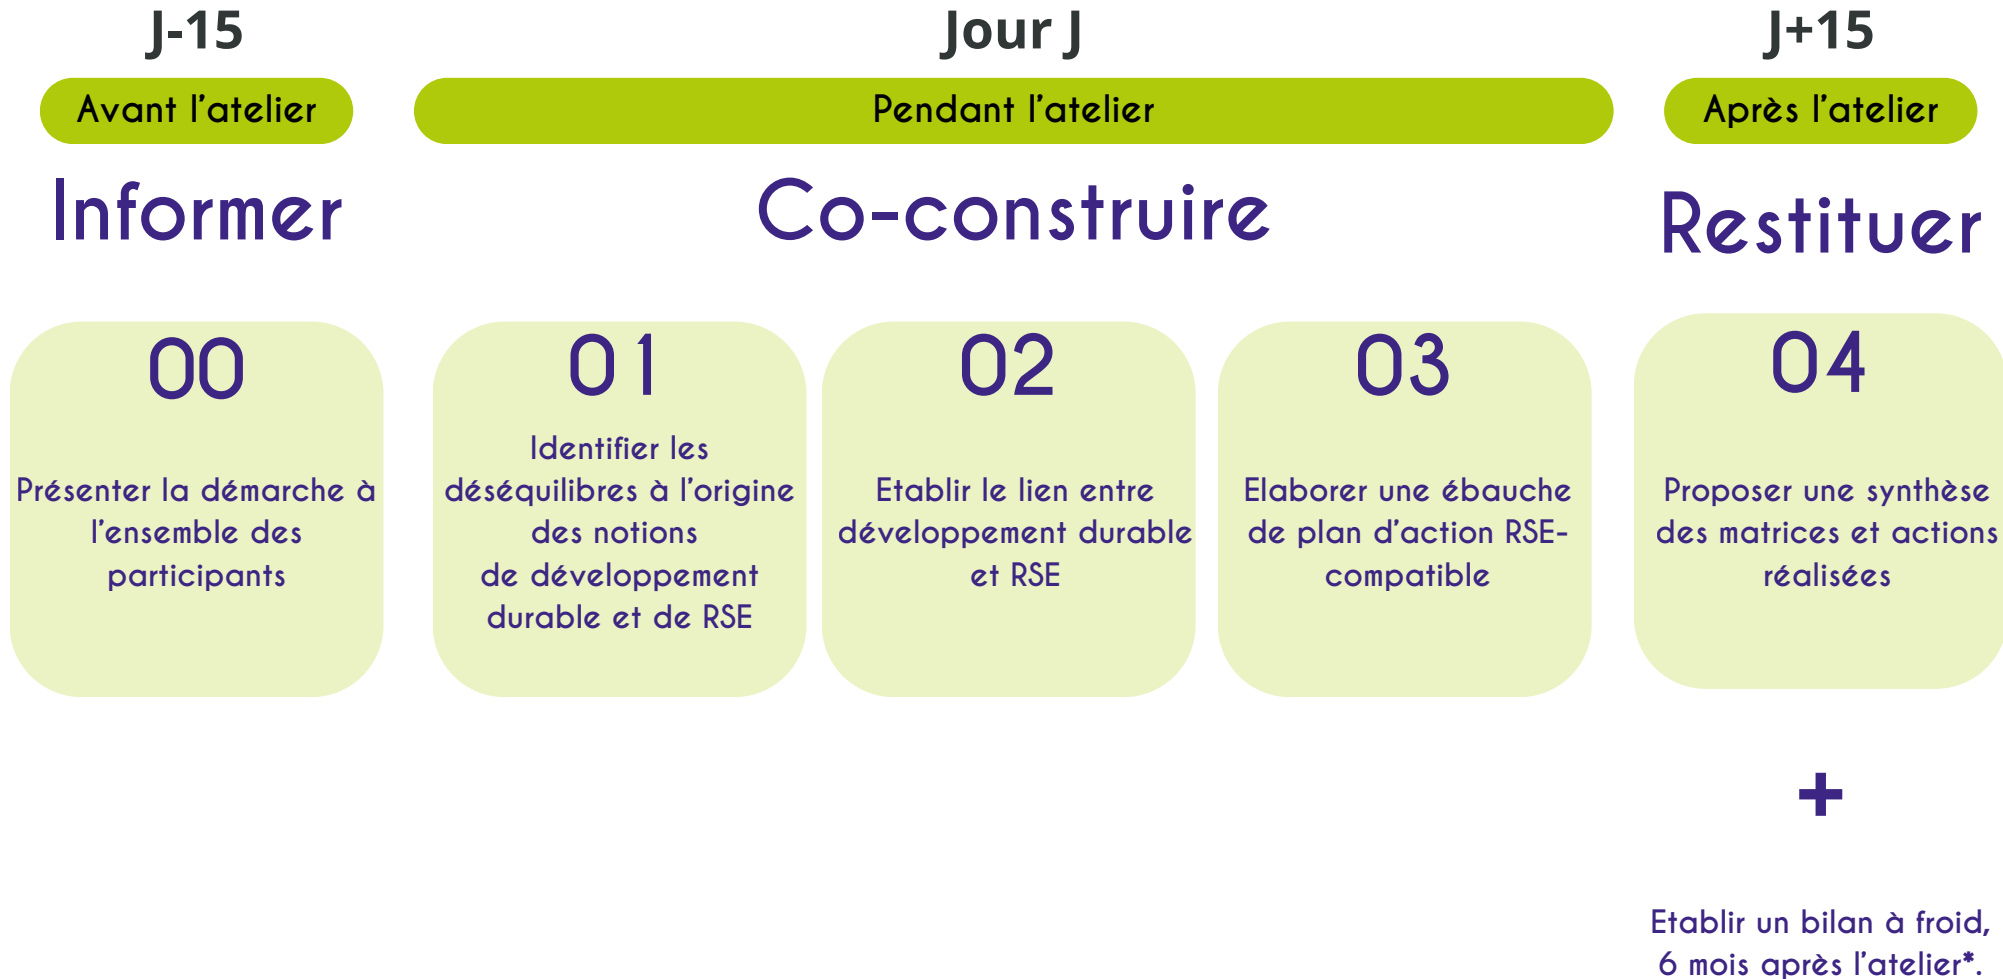 J-15
Avant l'atelier
Informer
00
Présenter la démarche à
l'ensemble des
participants
Jour J
Pendant l'atelier
Co-construire
01
Identifier les
déséquilibres à l'origine
des notions
de développement
durable et de RSE
02
Etablir le lien entre
développement durable
et RSE
03
Elaborer une ébauche
de plan d'action RSE-
compatible
J+15
Après l'atelier
Restituer
04
Proposer une synthèse
des matrices et actions
réalisées
+
Etablir un bilan à froid,
6 mois après l'atelier*.